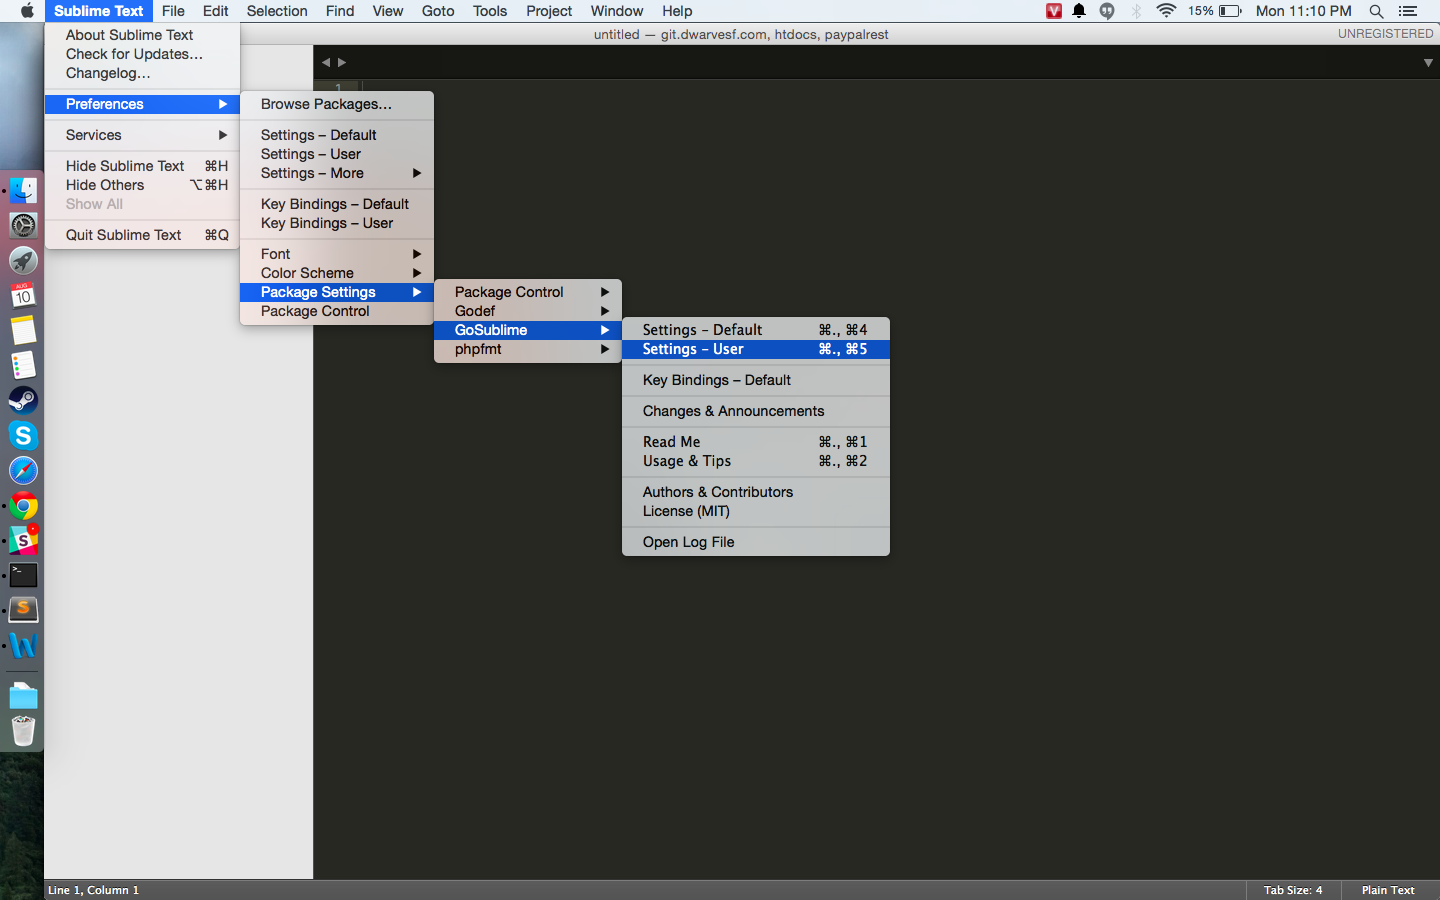 Sublime Text File Edit Selection Find View Goto Tools Project Window Help 15% Mon 11:10 PM
untitled — git.dwarvesf.com, htdocs, paypalrest UNREGISTERED
About Sublime Text
Check for Updates…
Changelog…
Preferences
Services
Hide Sublime Text ⌘H
Hide Others ⌥⌘H
Show All
Quit Sublime Text ⌘Q
Browse Packages…
Settings – Default
Settings – User
Settings – More
Key Bindings – Default
Key Bindings – User
Font
Color Scheme
Package Settings
Package Control
Package Control
Godef
GoSublime
phpfmt
Settings – Default ⌘., ⌘4
Settings – User ⌘., ⌘5
Key Bindings – Default
Changes & Announcements
Read Me ⌘., ⌘1
Usage & Tips ⌘., ⌘2
Authors & Contributors
License (MIT)
Open Log File
1
AUG
10
Line 1, Column 1 Tab Size: 4 Plain Text